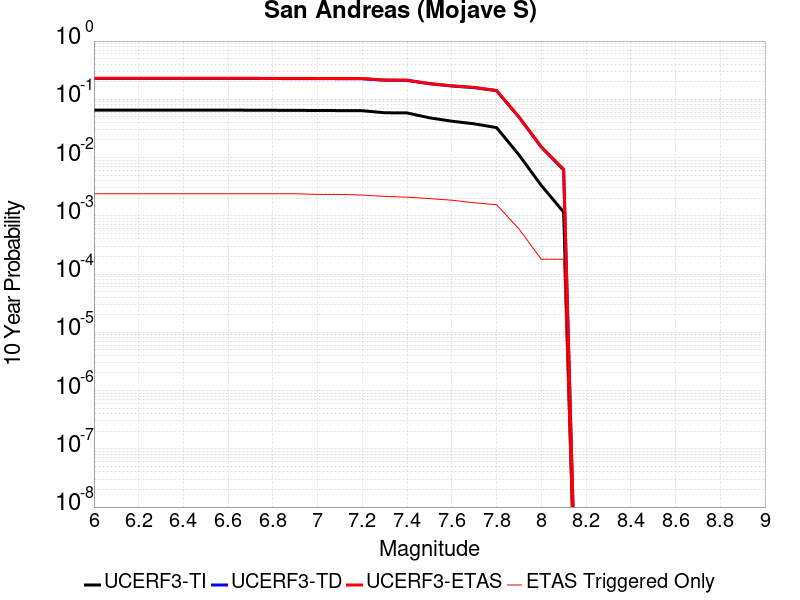 San Andreas (Mojave S)
10^0
10^-1
10^-2
10^-3
10^-4
10^-5
10^-6
10^-7
10^-8
10 Year Probability
6 6.2 6.4 6.6 6.8 7 7.2 7.4 7.6 7.8 8 8.2 8.4 8.6 8.8 9
Magnitude
UCERF3-TI UCERF3-TD UCERF3-ETAS ETAS Triggered Only